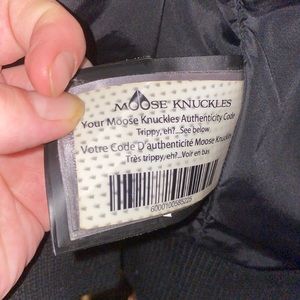 MOOSE KNUCKLES
Your Moose Knuckles Authenticity Code
Trippy, eh?...See below
Votre Code D'authenticité Moose Knuckles
Très trippy, eh?...Voir en bas
6000100585225